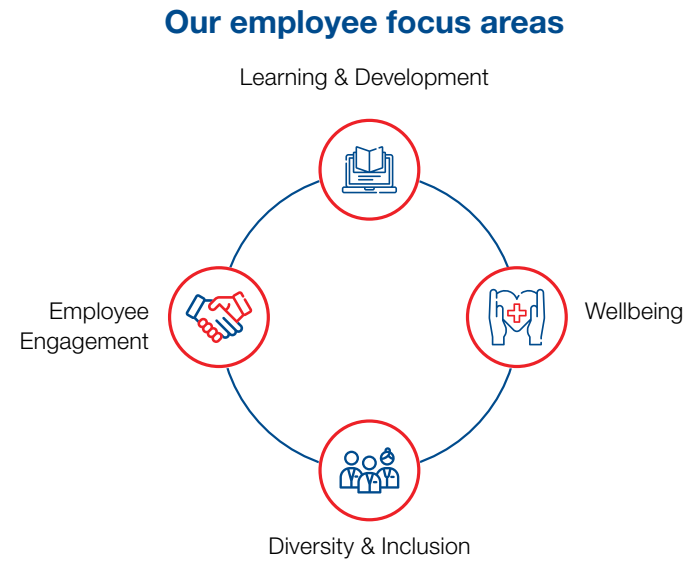 Our employee focus areas
Learning & Development
Employee
Engagement
Wellbeing
Diversity & Inclusion